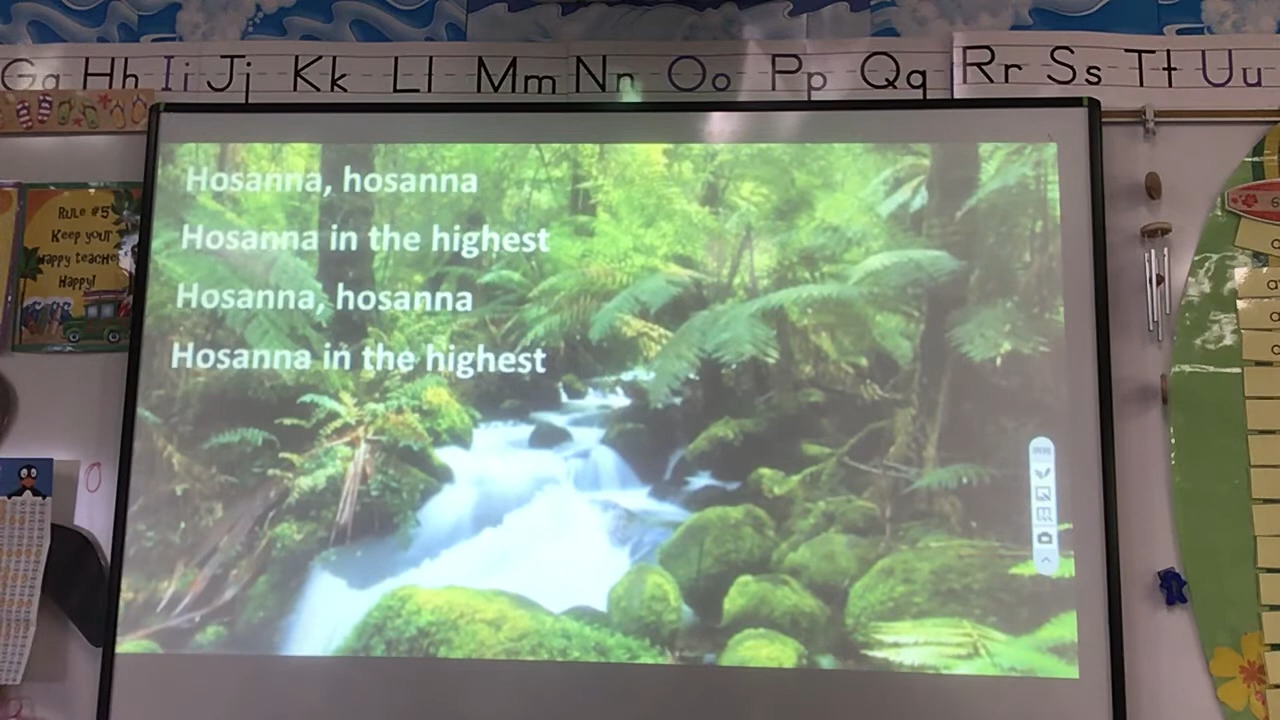 Gg Hh Ii Jj Kk Ll Mm Nn Oo Pp Qq Rr Ss Tt Uu
Rule #5
Keep your
happy teacher
Happy!
Hosanna, hosanna
Hosanna in the highest
Hosanna, hosanna
Hosanna in the highest